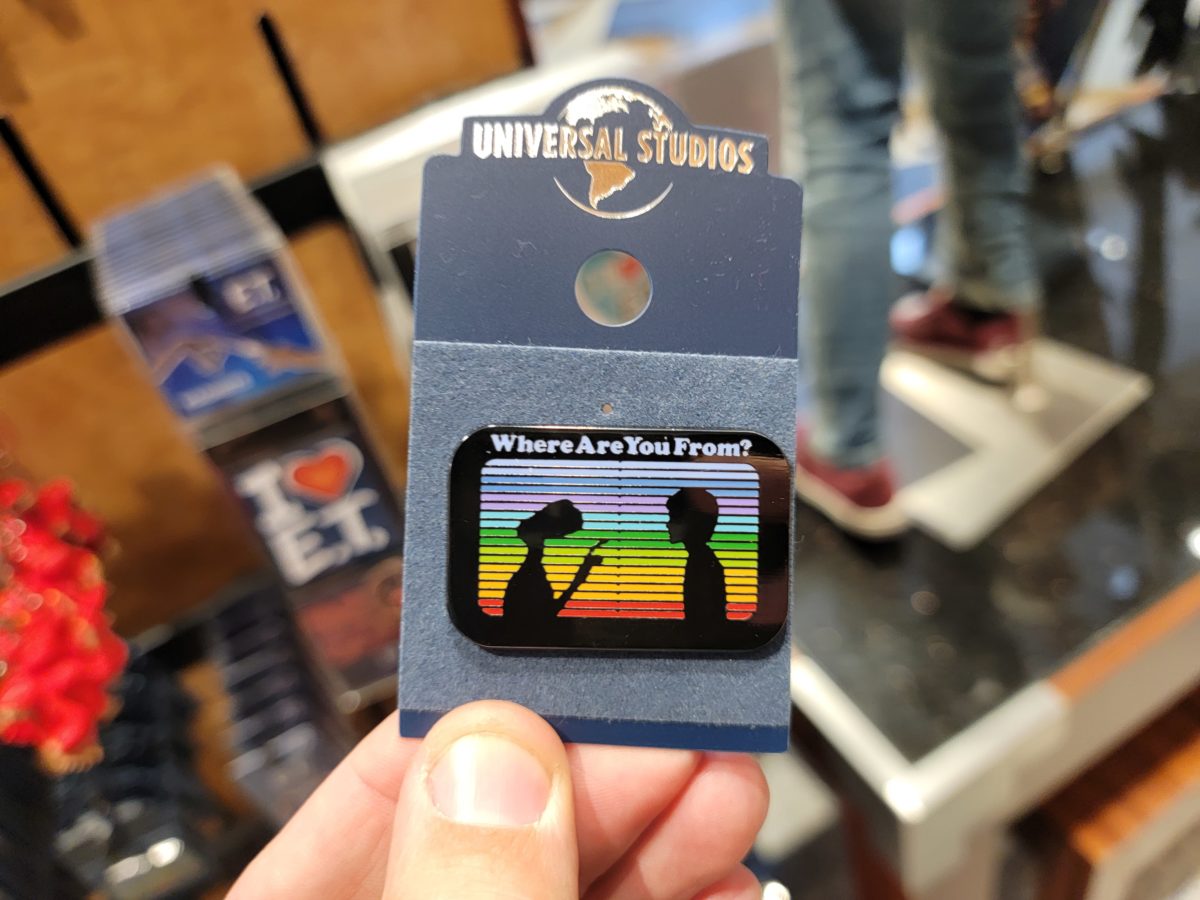 UNIVERSAL STUDIOS
Where Are You From?
E.T.
I ❤
E.T.